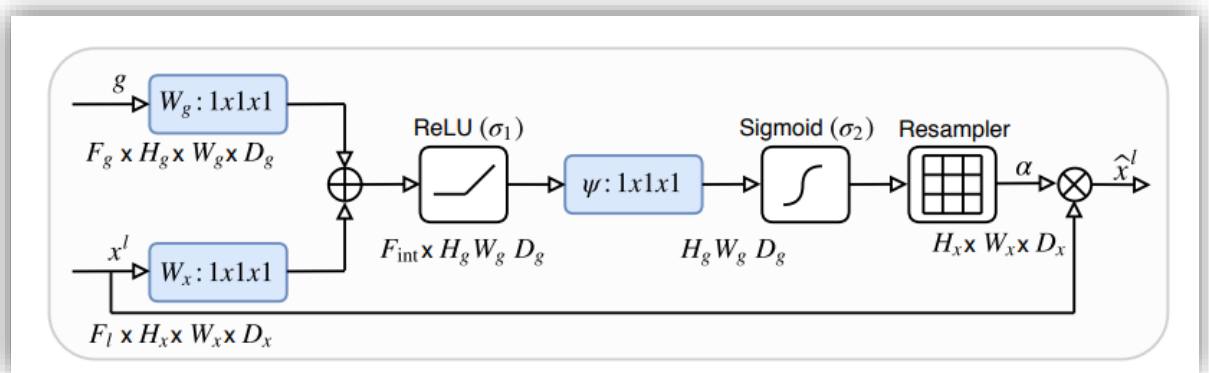 g
W_g : 1x1x1
F_g x H_g x W_g x D_g
ReLU (σ_1)
Sigmoid (σ_2)
Resampler
ψ : 1x1x1
α
x̂^l
F_int x H_g W_g D_g
H_g W_g D_g
H_x x W_x x D_x
x^l
W_x : 1x1x1
F_l x H_x x W_x x D_x